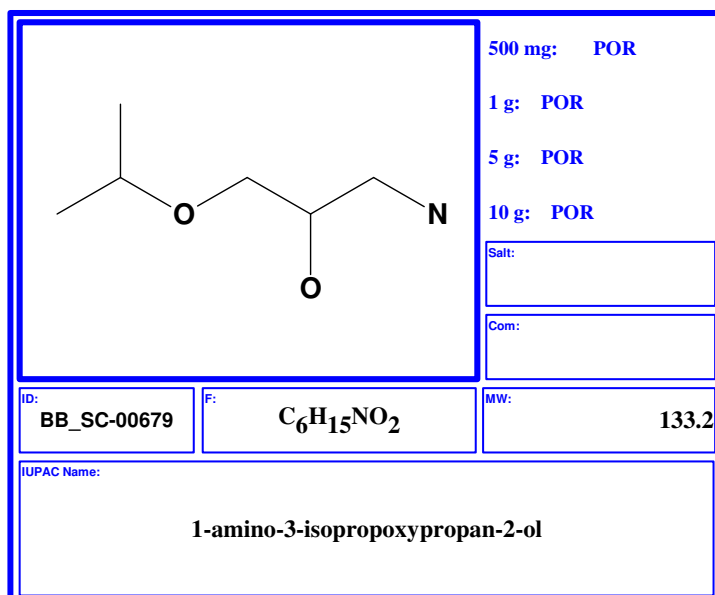 500 mg: POR
1 g: POR
5 g: POR
10 g: POR
O
N
O
Salt:
Com:
ID:
BB_SC-00679
F:
C6H15NO2
MW:
133.2
IUPAC Name:
1-amino-3-isopropoxypropan-2-ol